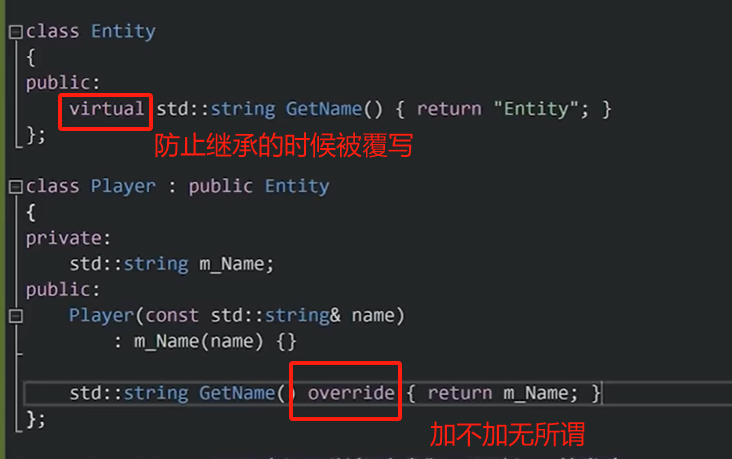 class Entity
{
public:
virtual std::string GetName() { return "Entity"; }
防止继承的时候被覆写
};
class Player : public Entity
{
private:
std::string m_Name;
public:
Player(const std::string& name)
: m_Name(name) {}
std::string GetName() override { return m_Name; }
};
加不加无所谓